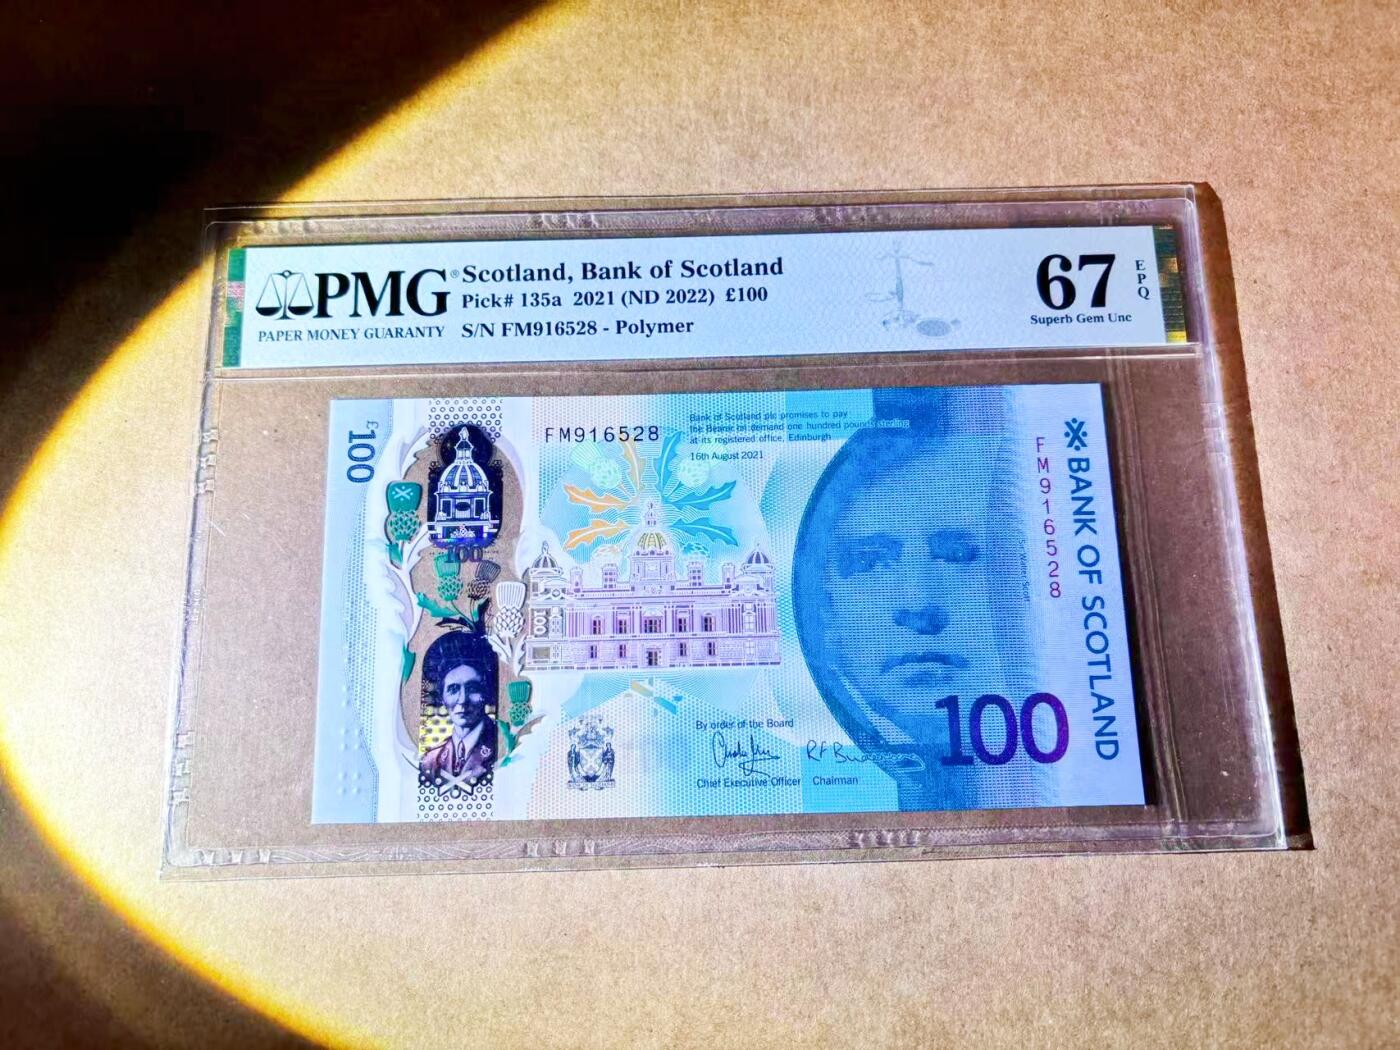 PMG®
PAPER MONEY GUARANTY
Scotland, Bank of Scotland
Pick# 135a 2021 (ND 2022) £100
S/N FM916528 - Polymer
67
EPQ
Superb Gem Unc
£100
FM916528
Bank of Scotland plc promises to pay
the Bearer on demand one hundred pounds sterling
at its registered office, Edinburgh
16th August 2021
100
By order of the Board
Chief Executive Officer
Chairman
FM916528
BANK OF SCOTLAND
100